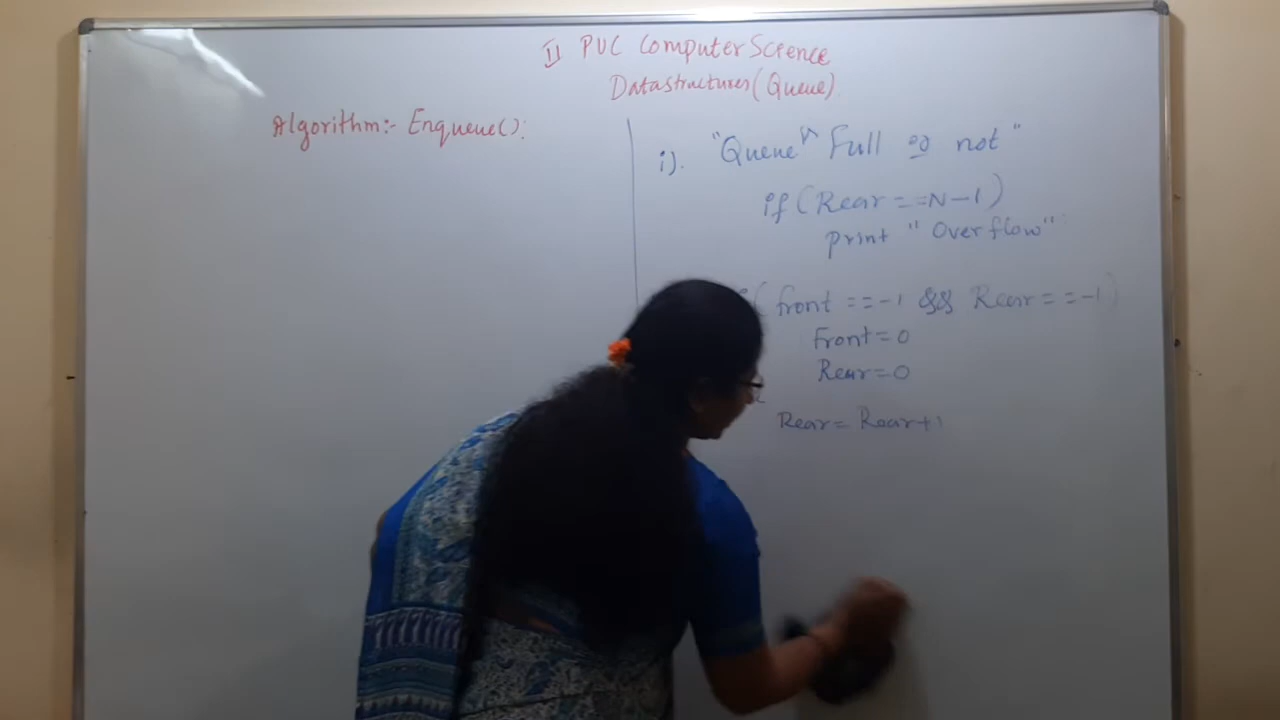 II PUC Computer Science
Datastructures (Queue)
Algorithm:- Enqueue():
i). "Queue Full or not"
if (Rear == N-1)
print "Overflow"
( front == -1 && Rear == -1)
Front=0
Rear=0
Rear= Rear+1